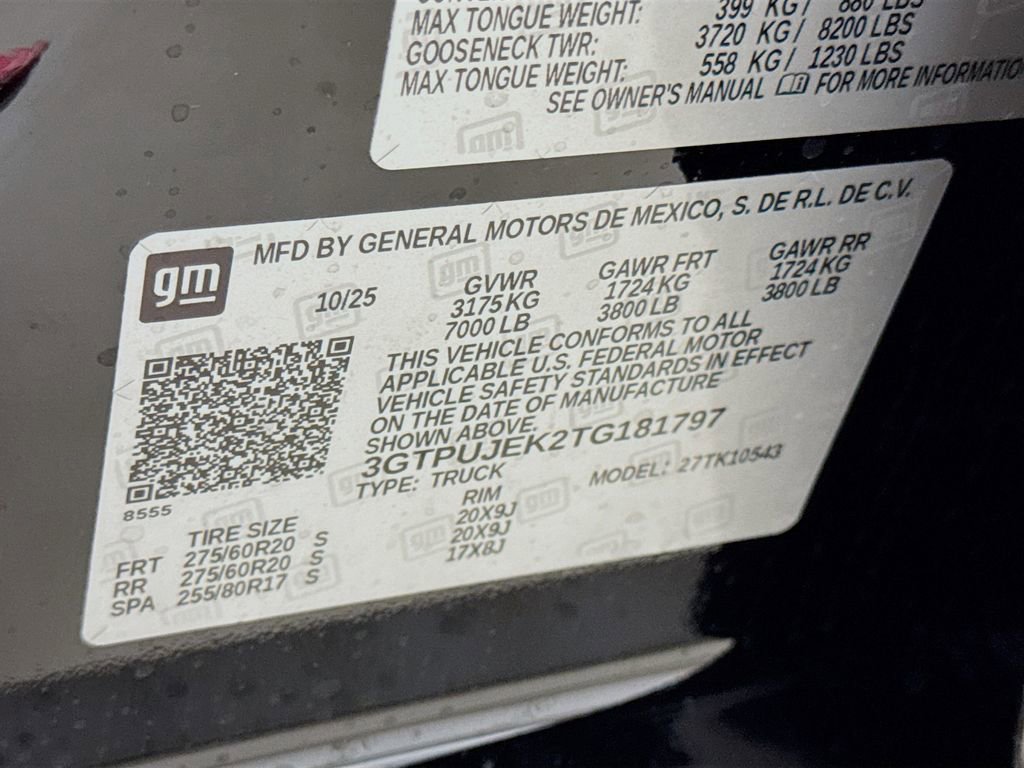 MAX TONGUE WEIGHT: 399 KG/ 880 LBS
GOOSENECK TWR: 3720 KG/ 8200 LBS
MAX TONGUE WEIGHT: 558 KG/ 1230 LBS
SEE OWNER'S MANUAL FOR MORE INFORMATIO
gm
MFD BY GENERAL MOTORS DE MEXICO, S. DE R.L. DE C.V.
10/25
GVWR GAWR FRT GAWR RR
3175 KG 1724 KG 1724 KG
7000 LB 3800 LB 3800 LB
THIS VEHICLE CONFORMS TO ALL
APPLICABLE U.S. FEDERAL MOTOR
VEHICLE SAFETY STANDARDS IN EFFECT
ON THE DATE OF MANUFACTURE
SHOWN ABOVE.
3GTPUJEK2TG181797
TYPE: TRUCK MODEL: 27TK10543
8555
TIRE SIZE RIM
FRT 275/60R20 S 20X9J
RR 275/60R20 S 20X9J
SPA 255/80R17 S 17X8J